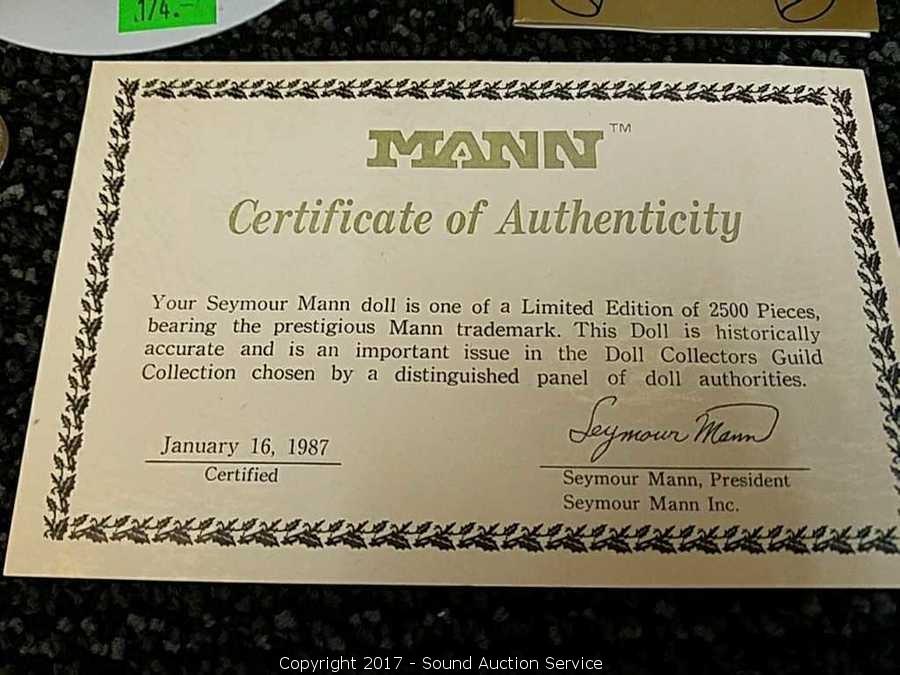 174.-
MANN™
Certificate of Authenticity
Your Seymour Mann doll is one of a Limited Edition of 2500 Pieces,
bearing the prestigious Mann trademark. This Doll is historically
accurate and is an important issue in the Doll Collectors Guild
Collection chosen by a distinguished panel of doll authorities.
Seymour Mann
January 16, 1987
Certified
Seymour Mann, President
Seymour Mann Inc.
Copyright 2017 - Sound Auction Service